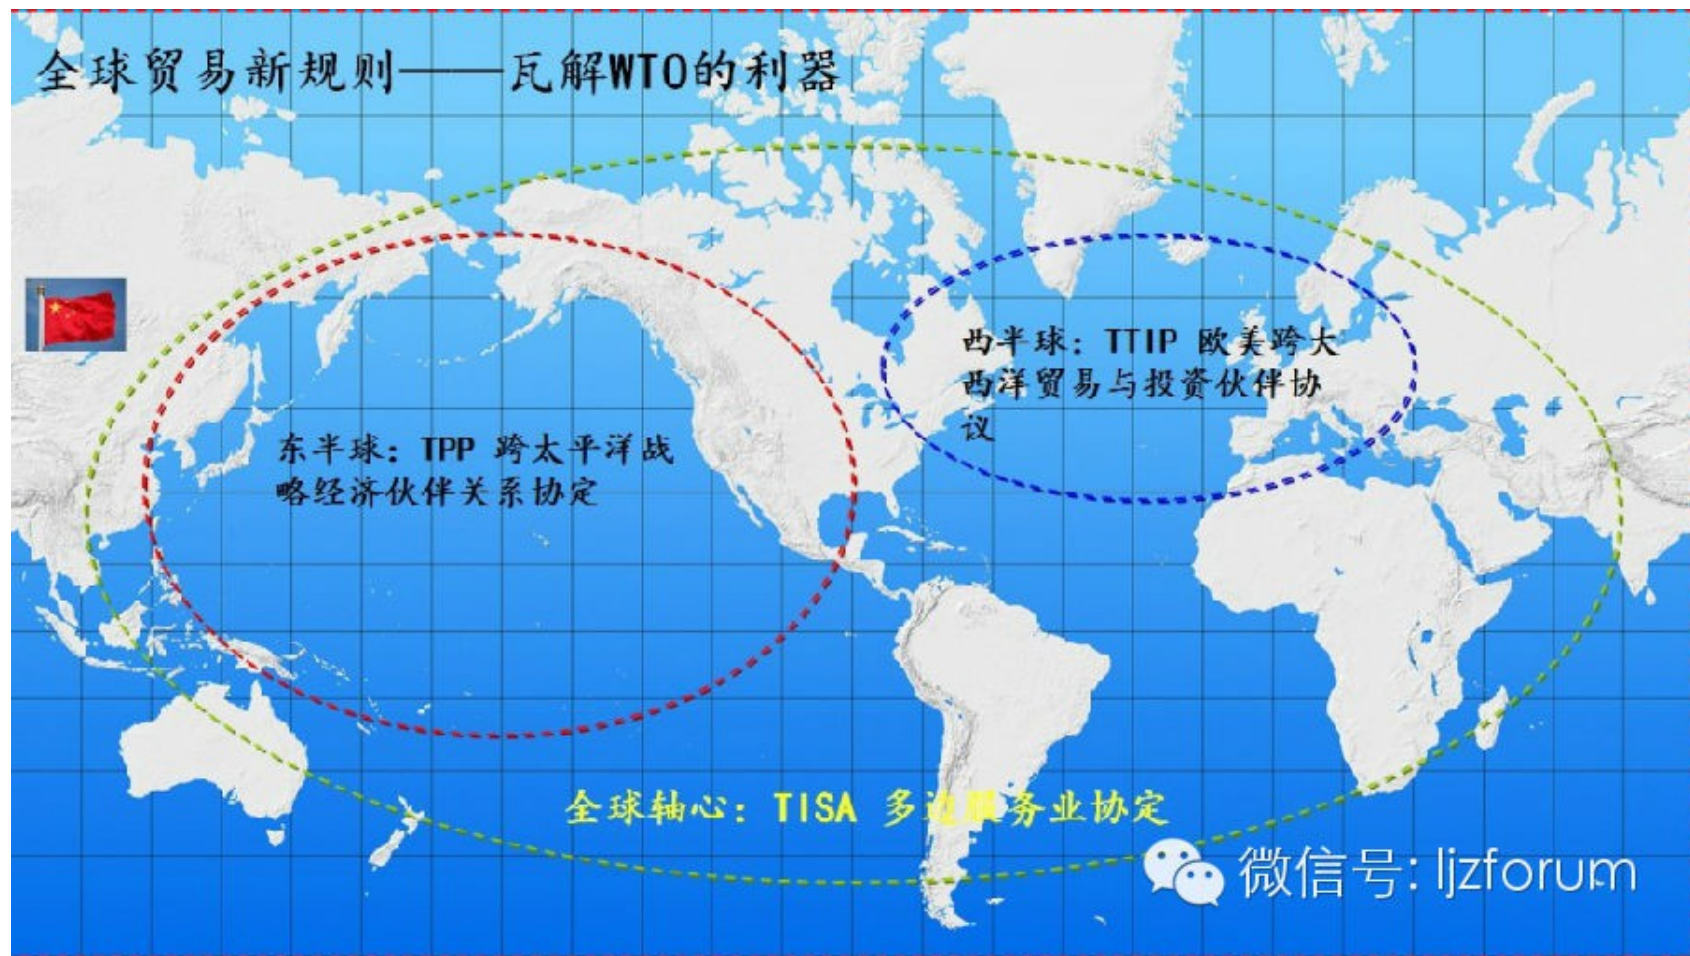 全球贸易新规则——瓦解WTO的利器
西半球：TTIP 欧美跨大
西洋贸易与投资伙伴协
议
东半球：TPP 跨太平洋战
略经济伙伴关系协定
全球轴心：TISA 多边服务业协定
微信号: ljzforum